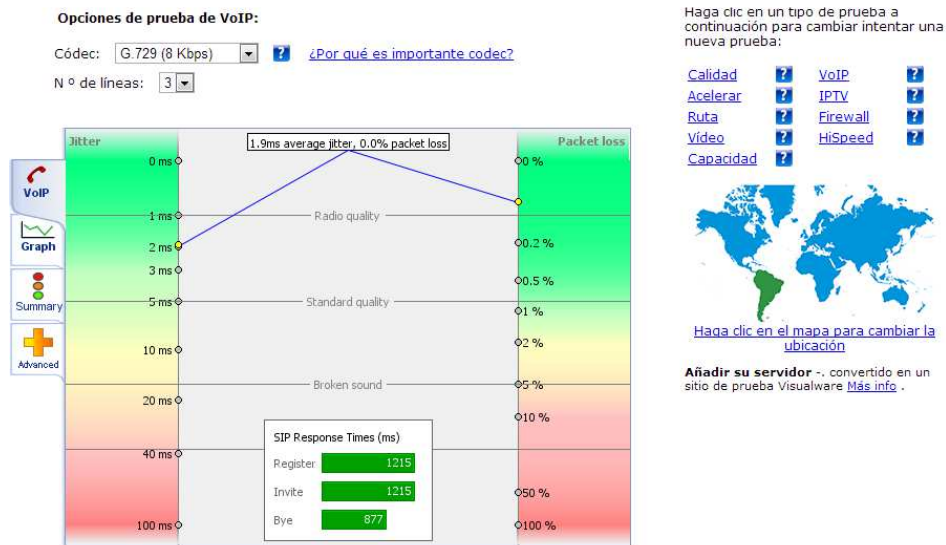 Opciones de prueba de VoIP:
Códec: G.729 (8 Kbps) ? ¿Por qué es importante codec?
N º de líneas: 3
Jitter
Packet loss
1.9ms average jitter, 0.0% packet loss
0 ms
0 %
VoIP
1 ms
Radio quality
Graph
2 ms
0.2 %
3 ms
0.5 %
Summary
5 ms
Standard quality
1 %
2 %
10 ms
Advanced
Broken sound
5 %
20 ms
10 %
40 ms
50 %
100 ms
100 %
SIP Response Times (ms)
Register 1215
Invite 1215
Bye 877
Haga clic en un tipo de prueba a
continuación para cambiar intentar una
nueva prueba:
Calidad ? VoIP ?
Acelerar ? IPTV ?
Ruta ? Firewall ?
Vídeo ? HiSpeed ?
Capacidad ?
Haga clic en el mapa para cambiar la
ubicación
Añadir su servidor -. convertido en un
sitio de prueba Visualware Más info .